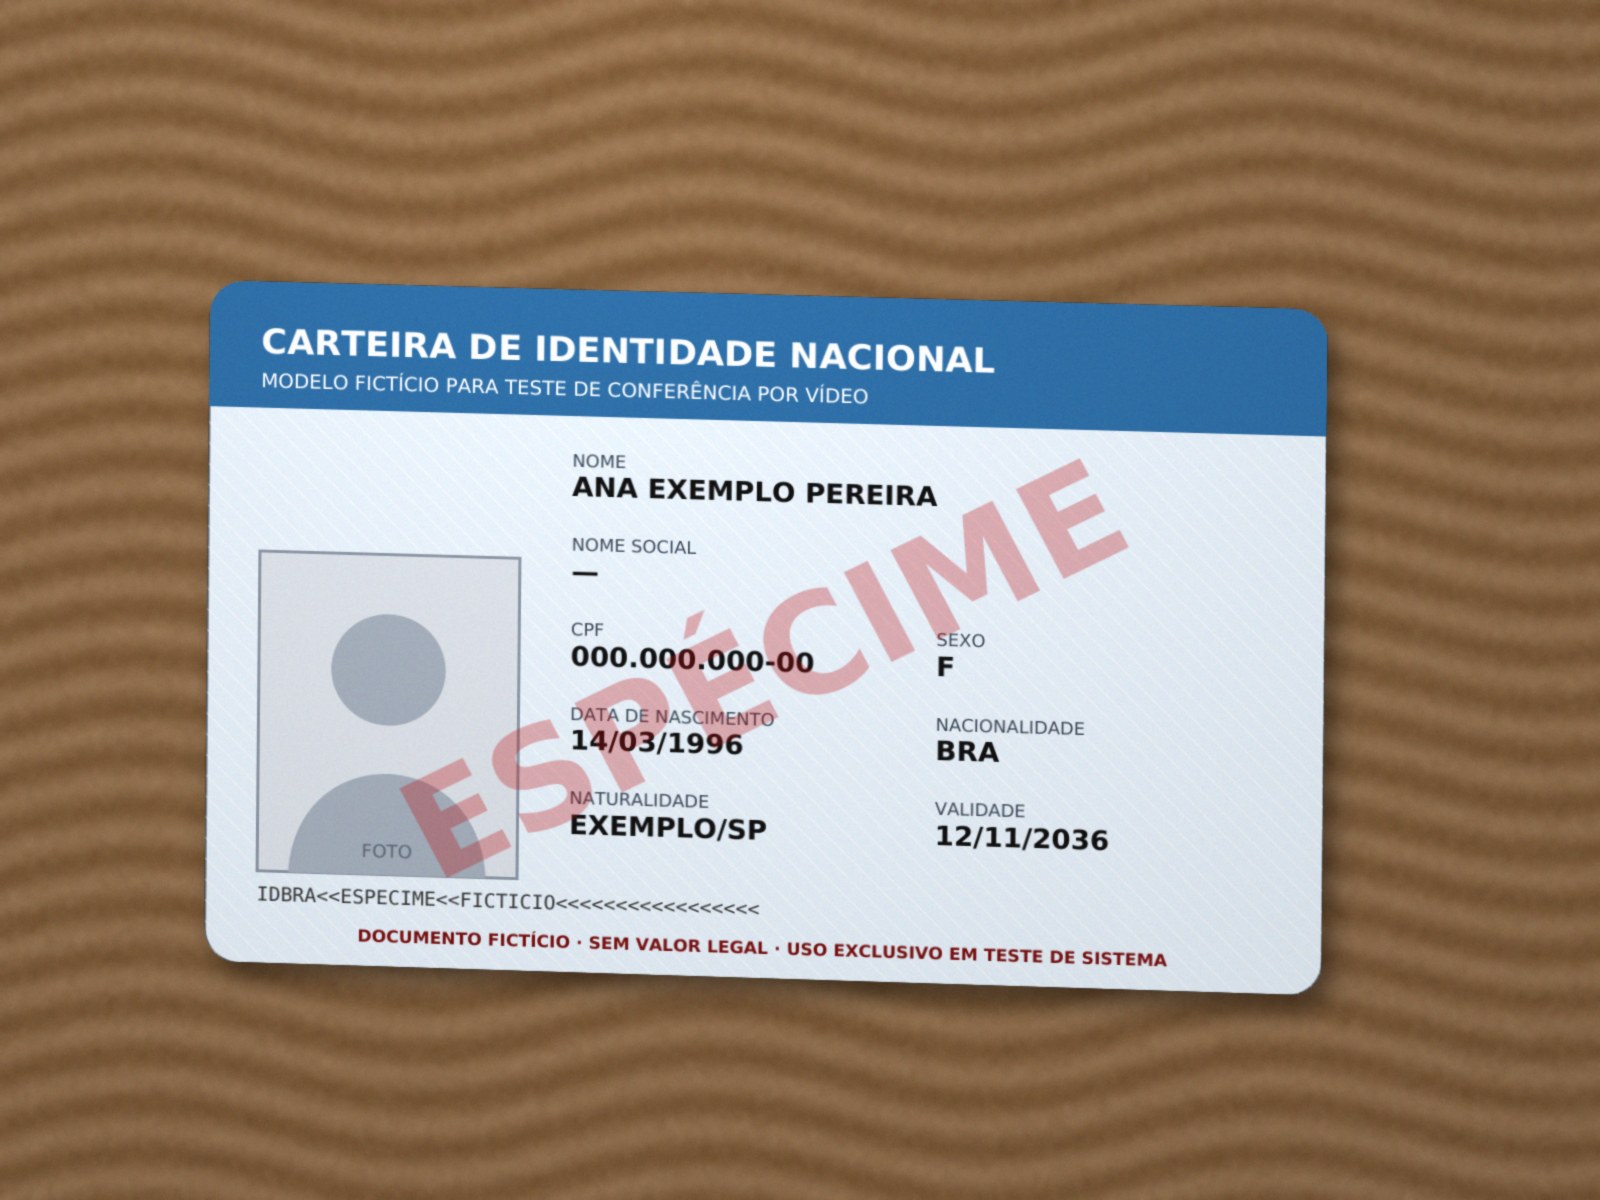 CARTEIRA DE IDENTIDADE NACIONAL
MODELO FICTÍCIO PARA TESTE DE CONFERÊNCIA POR VÍDEO
NOME
ANA EXEMPLO PEREIRA
NOME SOCIAL
—
CPF
000.000.000-00
SEXO
F
DATA DE NASCIMENTO
14/03/1996
NACIONALIDADE
BRA
NATURALIDADE
EXEMPLO/SP
VALIDADE
12/11/2036
FOTO
ESPÉCIME
IDBRA<<ESPECIME<<FICTICIO<<<<<<<<<<<<<<<<<
DOCUMENTO FICTÍCIO · SEM VALOR LEGAL · USO EXCLUSIVO EM TESTE DE SISTEMA